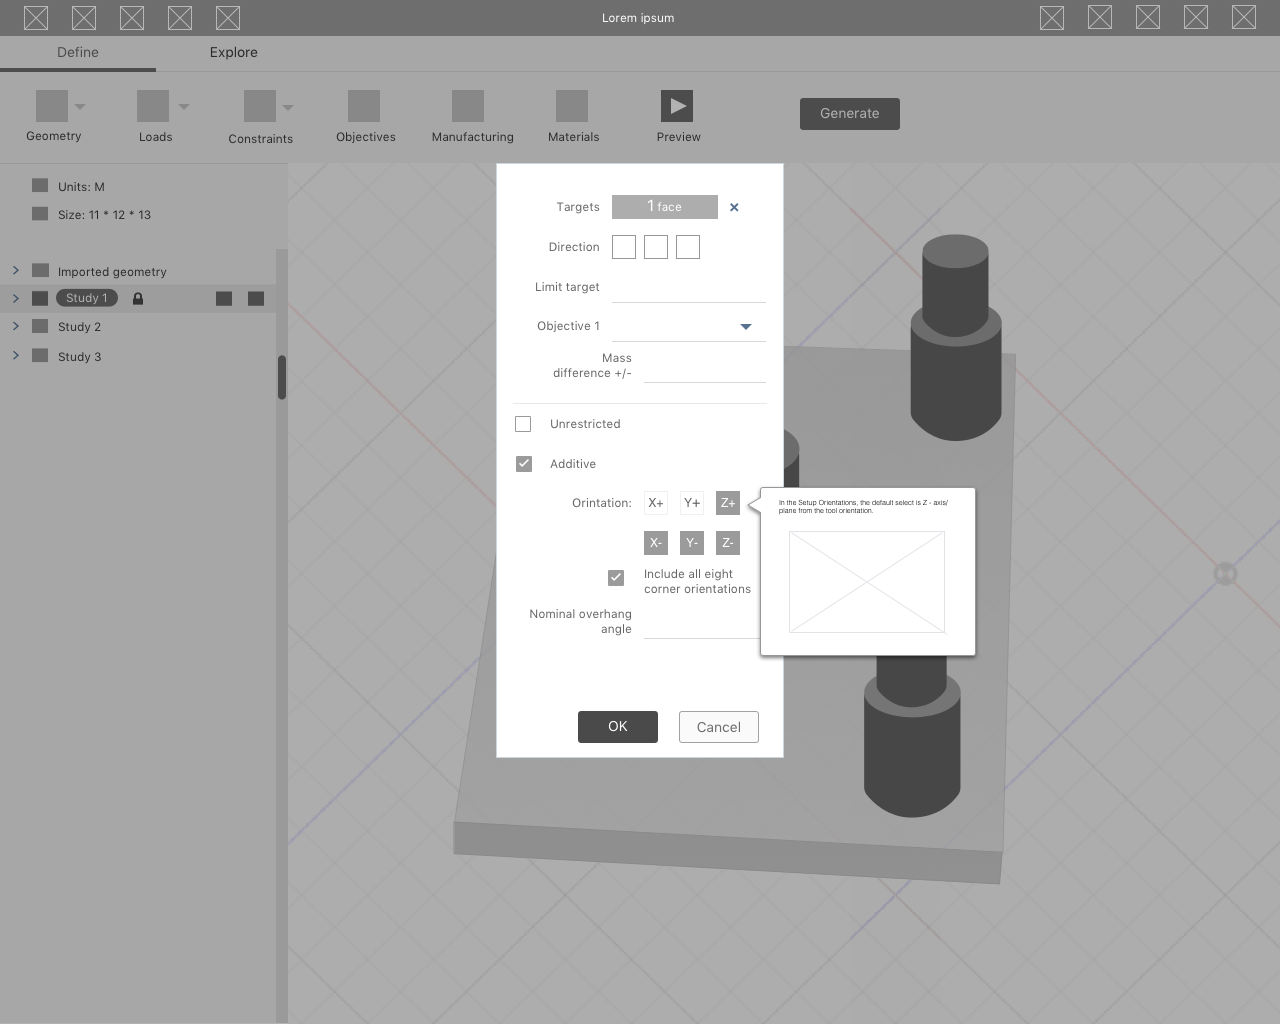 Lorem ipsum
Define
Explore
Geometry
Loads
Constraints
Objectives
Manufacturing
Materials
Preview
Generate
Units: M
Size: 11 * 12 * 13
Imported geometry
Study 1
Study 2
Study 3
Targets
1 face
×
Direction
Limit target
Objective 1
Mass
difference +/-
Unrestricted
Additive
Orintation:
X+
Y+
Z+
X-
Y-
Z-
Include all eight
corner orientations
Nominal overhang
angle
In the Setup Orientations, the default select is Z - axis/
plane from the tool orientation.
OK
Cancel